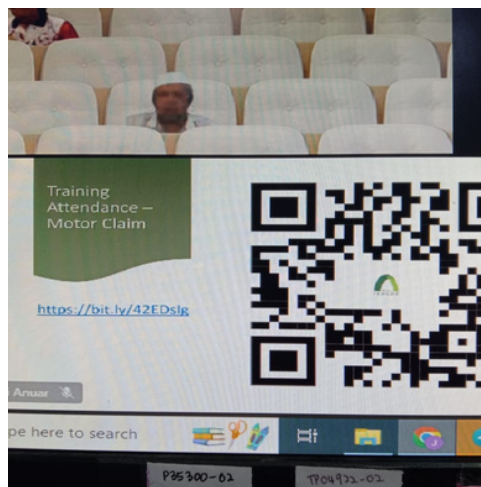 Training
Attendance –
Motor Claim
https://bit.ly/42EDslg
Anuar
pe here to search
P35300-02
TP04922-02